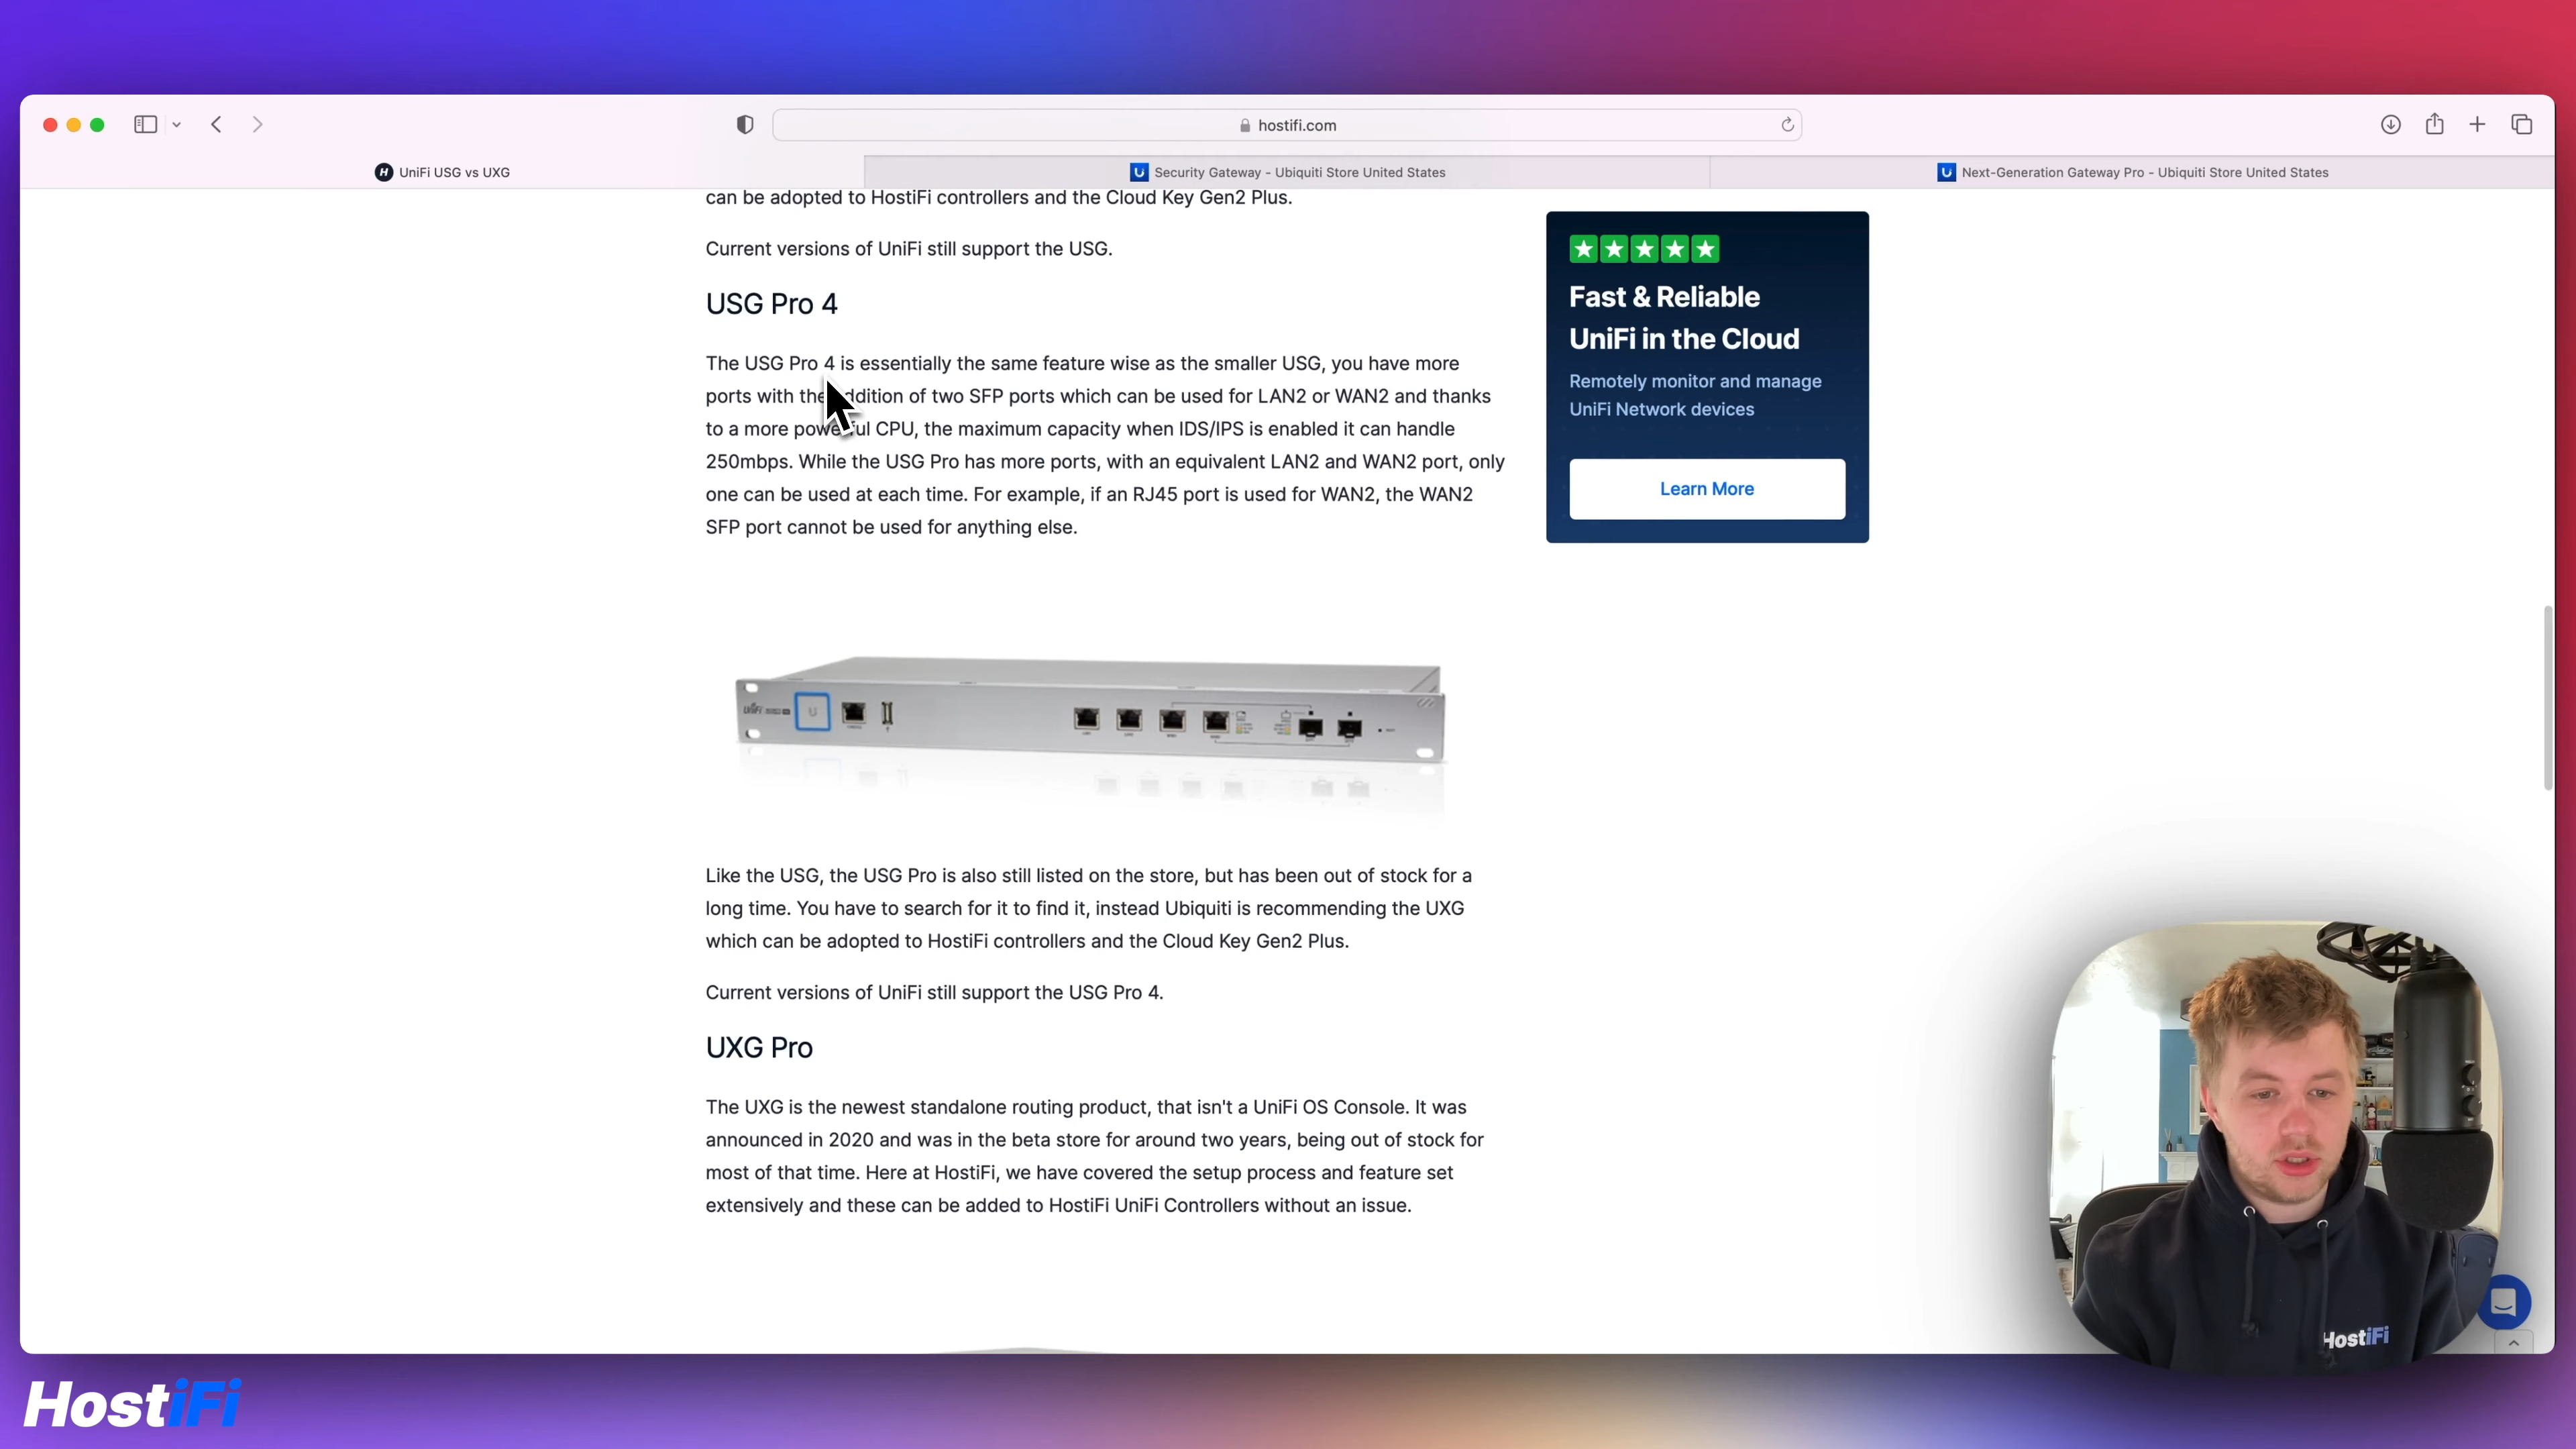 hostifi.com
UniFi USG vs UXG
Security Gateway - Ubiquiti Store United States
Next-Generation Gateway Pro - Ubiquiti Store United States
can be adopted to HostiFi controllers and the Cloud Key Gen2 Plus.
Current versions of UniFi still support the USG.
USG Pro 4
The USG Pro 4 is essentially the same feature wise as the smaller USG, you have more
ports with the addition of two SFP ports which can be used for LAN2 or WAN2 and thanks
to a more powerful CPU, the maximum capacity when IDS/IPS is enabled it can handle
250mbps. While the USG Pro has more ports, with an equivalent LAN2 and WAN2 port, only
one can be used at each time. For example, if an RJ45 port is used for WAN2, the WAN2
SFP port cannot be used for anything else.
Fast & Reliable
UniFi in the Cloud
Remotely monitor and manage
UniFi Network devices
Learn More
UniFi
Like the USG, the USG Pro is also still listed on the store, but has been out of stock for a
long time. You have to search for it to find it, instead Ubiquiti is recommending the UXG
which can be adopted to HostiFi controllers and the Cloud Key Gen2 Plus.
Current versions of UniFi still support the USG Pro 4.
UXG Pro
The UXG is the newest standalone routing product, that isn't a UniFi OS Console. It was
announced in 2020 and was in the beta store for around two years, being out of stock for
most of that time. Here at HostiFi, we have covered the setup process and feature set
extensively and these can be added to HostiFi UniFi Controllers without an issue.
HostiFi
HostiFi